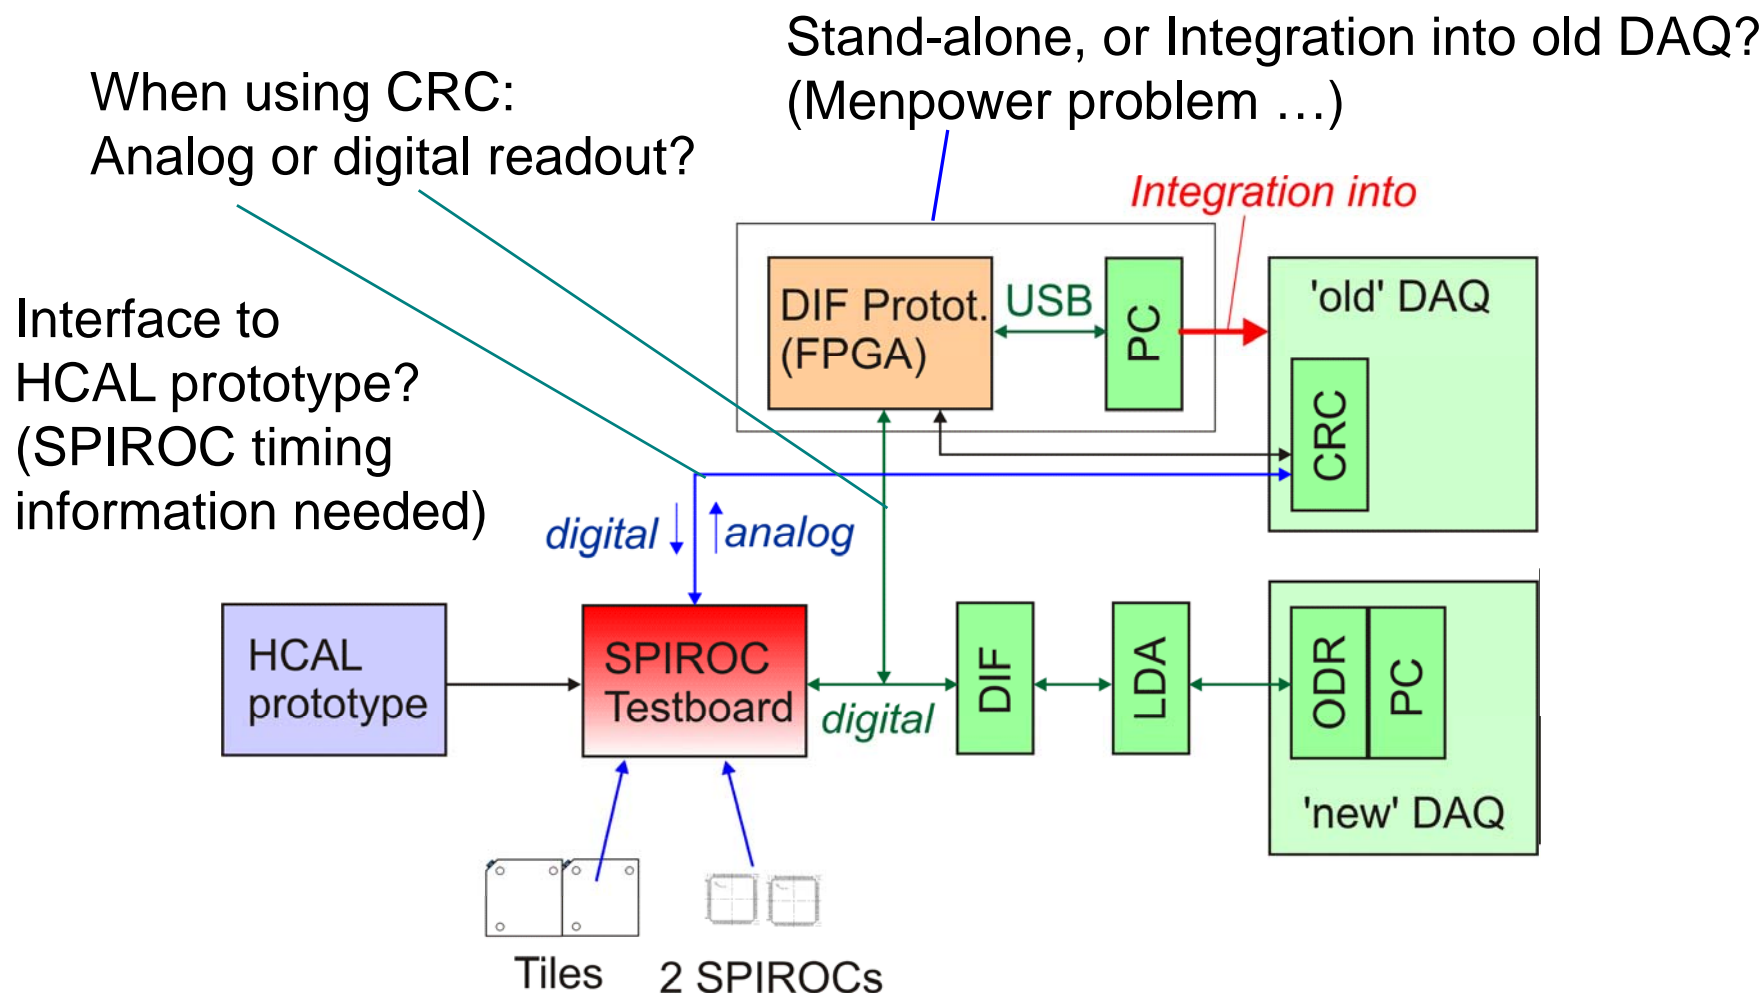 Stand-alone, or Integration into old DAQ?
(Menpower problem …)
When using CRC:
Analog or digital readout?
Interface to
HCAL prototype?
(SPIROC timing
information needed)
Integration into
DIF Protot.
(FPGA)
USB
PC
'old' DAQ
CRC
digital
analog
HCAL
prototype
SPIROC
Testboard
digital
DIF
LDA
ODR
PC
'new' DAQ
Tiles
2 SPIROCs